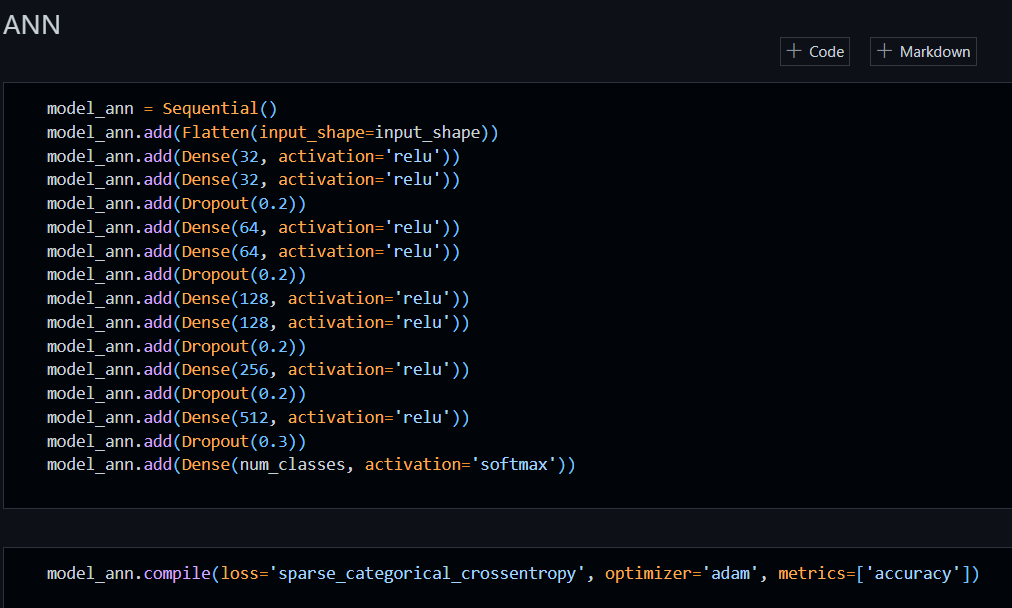 ANN
+ Code
+ Markdown
model_ann = Sequential()
model_ann.add(Flatten(input_shape=input_shape))
model_ann.add(Dense(32, activation='relu'))
model_ann.add(Dense(32, activation='relu'))
model_ann.add(Dropout(0.2))
model_ann.add(Dense(64, activation='relu'))
model_ann.add(Dense(64, activation='relu'))
model_ann.add(Dropout(0.2))
model_ann.add(Dense(128, activation='relu'))
model_ann.add(Dense(128, activation='relu'))
model_ann.add(Dropout(0.2))
model_ann.add(Dense(256, activation='relu'))
model_ann.add(Dropout(0.2))
model_ann.add(Dense(512, activation='relu'))
model_ann.add(Dropout(0.3))
model_ann.add(Dense(num_classes, activation='softmax'))
model_ann.compile(loss='sparse_categorical_crossentropy', optimizer='adam', metrics=['accuracy'])